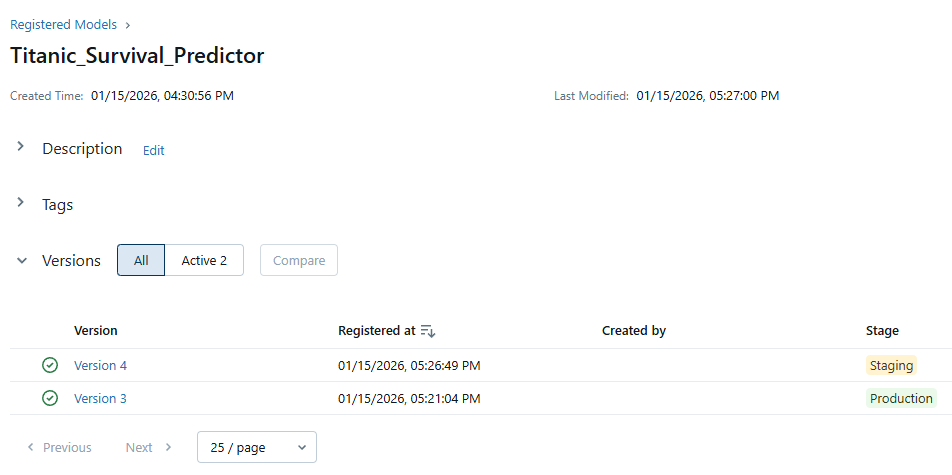 Registered Models
Titanic_Survival_Predictor
Created Time: 01/15/2026, 04:30:56 PM Last Modified: 01/15/2026, 05:27:00 PM
Description Edit
Tags
Versions All Active 2 Compare
Version Registered at Created by Stage
Version 4 01/15/2026, 05:26:49 PM Staging
Version 3 01/15/2026, 05:21:04 PM Production
Previous Next 25 / page